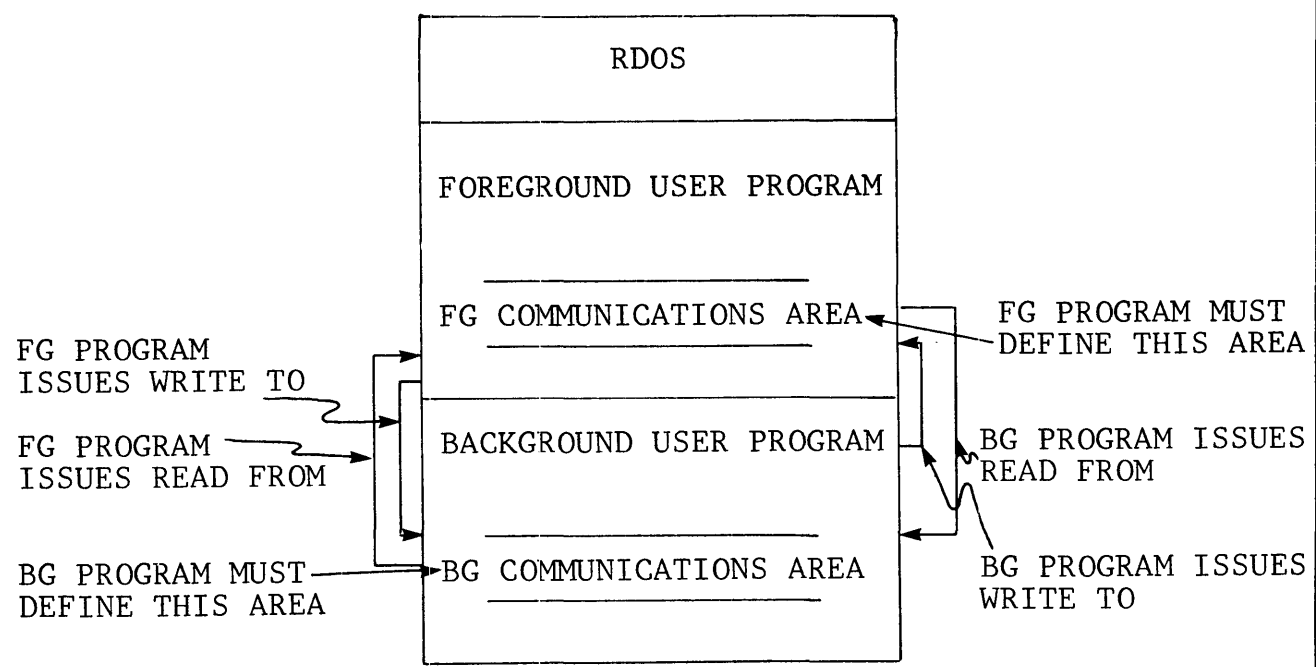 RDOS
FOREGROUND USER PROGRAM
FG COMMUNICATIONS AREA
FG PROGRAM MUST
DEFINE THIS AREA
FG PROGRAM
ISSUES WRITE TO
FG PROGRAM
ISSUES READ FROM
BACKGROUND USER PROGRAM
BG PROGRAM ISSUES
READ FROM
BG PROGRAM MUST
DEFINE THIS AREA
BG COMMUNICATIONS AREA
BG PROGRAM ISSUES
WRITE TO